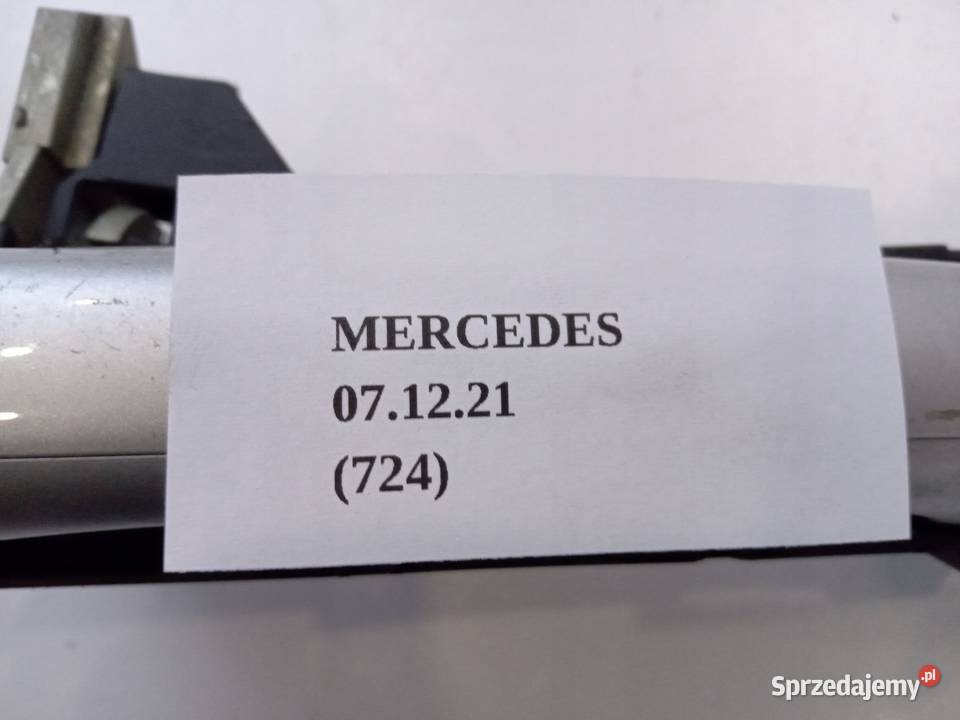 MERCEDES
07.12.21
(724)
Sprzedajemy.pl